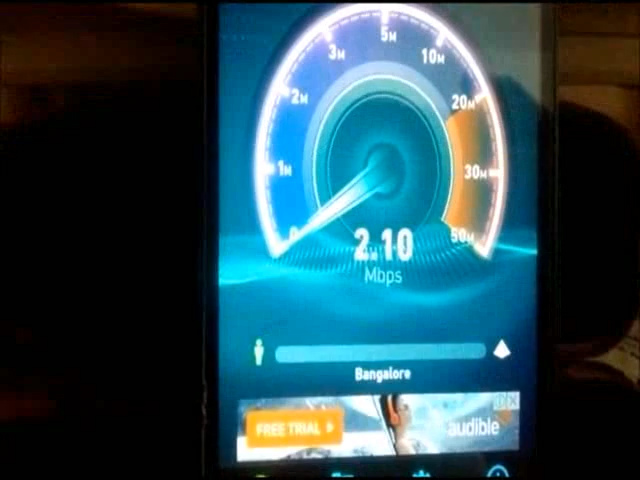 5M
3M
10M
2M
20M
1M
30M
0
50M
2.10
Mbps
Bangalore
FREE TRIAL
audible